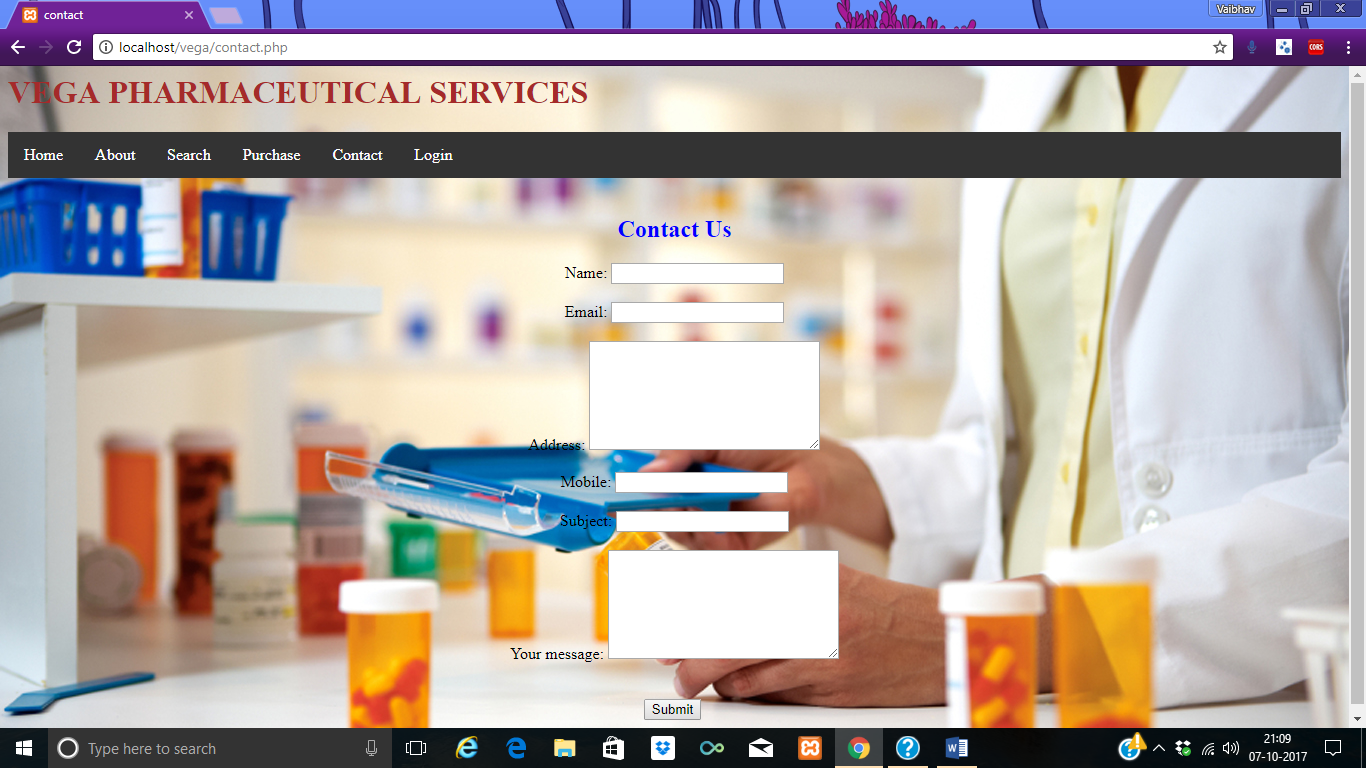 contact
Vaibhav
localhost/vega/contact.php
CORS
VEGA PHARMACEUTICAL SERVICES
Home About Search Purchase Contact Login
Contact Us
Name:
Email:
Address:
Mobile:
Subject:
Your message:
Submit
Type here to search
21:09
07-10-2017